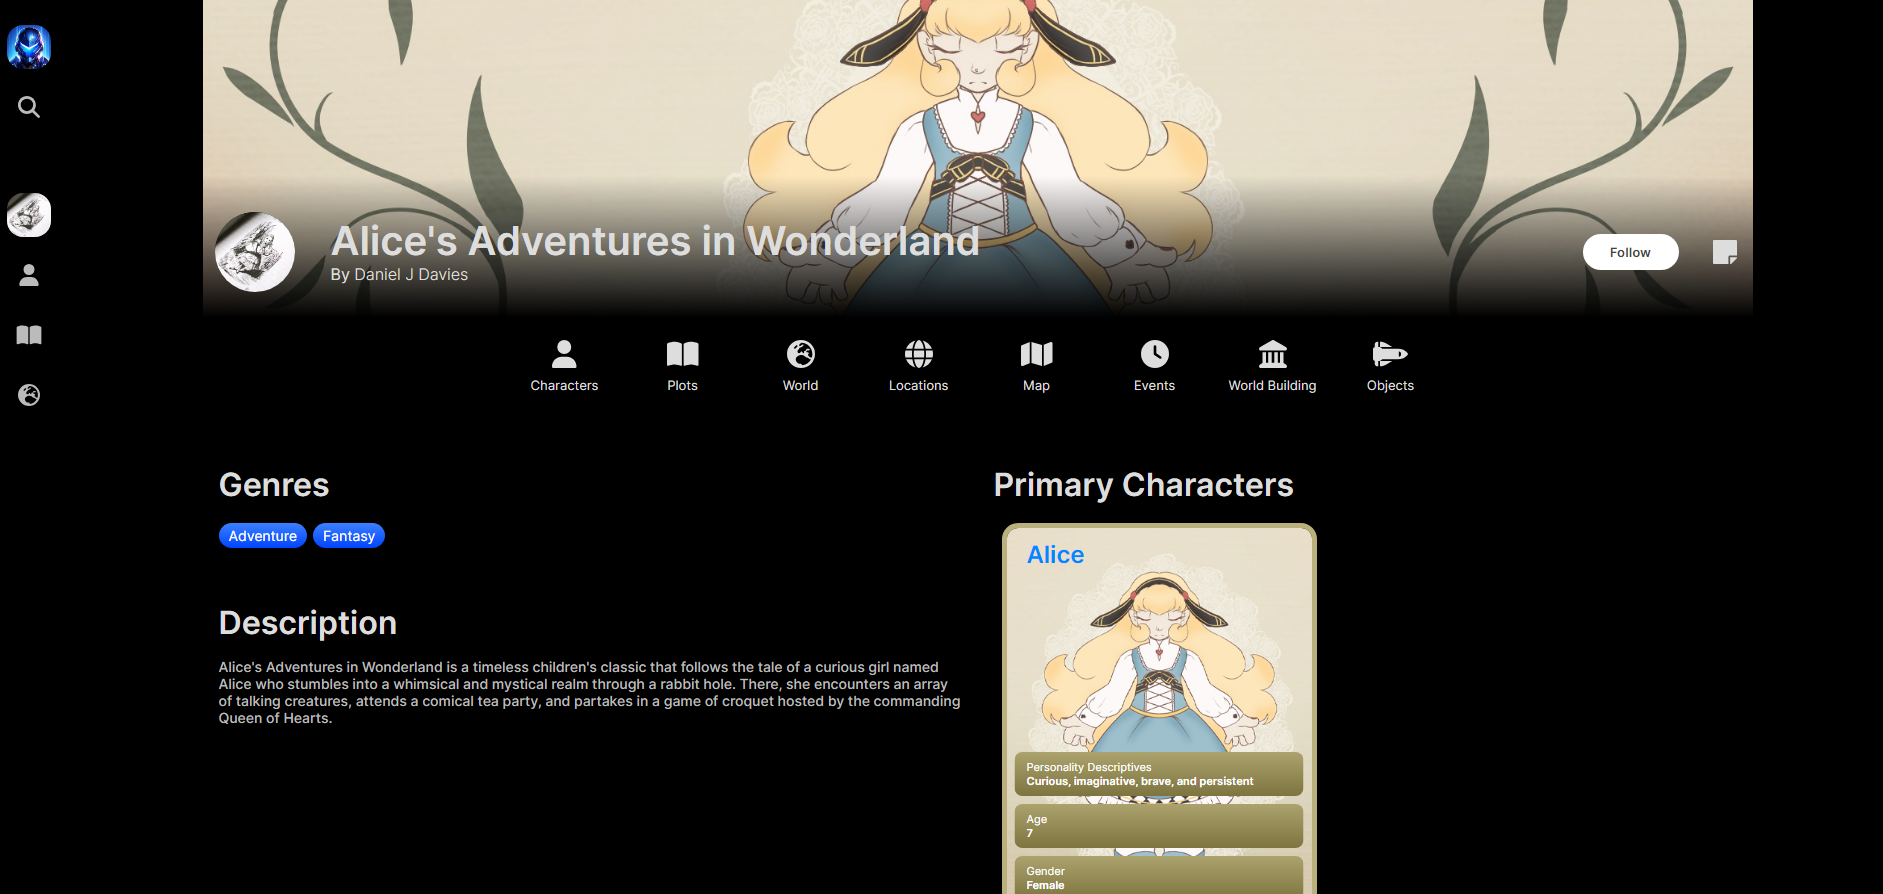 Alice's Adventures in Wonderland
By Daniel J Davies
Follow
Characters
Plots
World
Locations
Map
Events
World Building
Objects
Genres
Adventure
Fantasy
Description
Alice's Adventures in Wonderland is a timeless children's classic that follows the tale of a curious girl named
Alice who stumbles into a whimsical and mystical realm through a rabbit hole. There, she encounters an array
of talking creatures, attends a comical tea party, and partakes in a game of croquet hosted by the commanding
Queen of Hearts.
Primary Characters
Alice
Personality Descriptives
Curious, imaginative, brave, and persistent
Age
7
Gender
Female